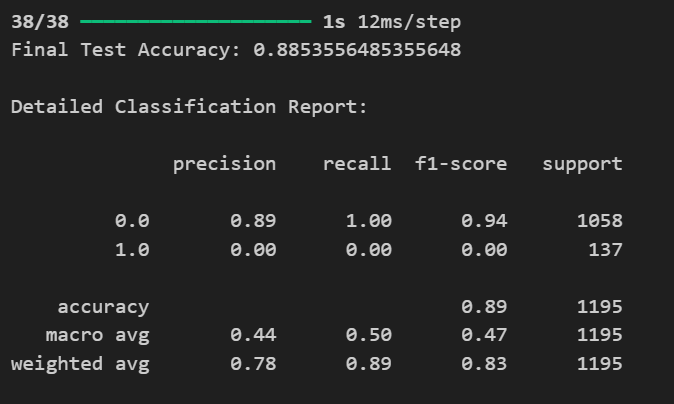 38/38 ━━━━━━━━━━━━━━━━━━━━ 1s 12ms/step
Final Test Accuracy: 0.8853556485355648
Detailed Classification Report:
precision recall f1-score support
0.0 0.89 1.00 0.94 1058
1.0 0.00 0.00 0.00 137
accuracy 0.89 1195
macro avg 0.44 0.50 0.47 1195
weighted avg 0.78 0.89 0.83 1195